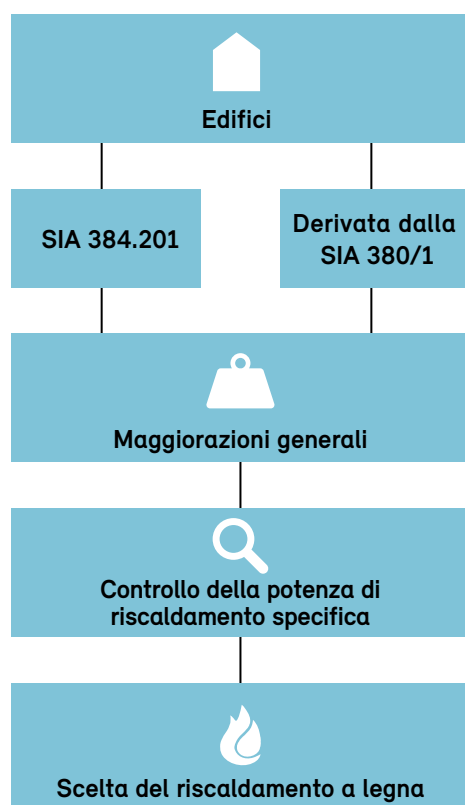 Edifici
SIA 384.201
Derivata dalla
SIA 380/1
Maggiorazioni generali
Controllo della potenza di
riscaldamento specifica
Scelta del riscaldamento a legna